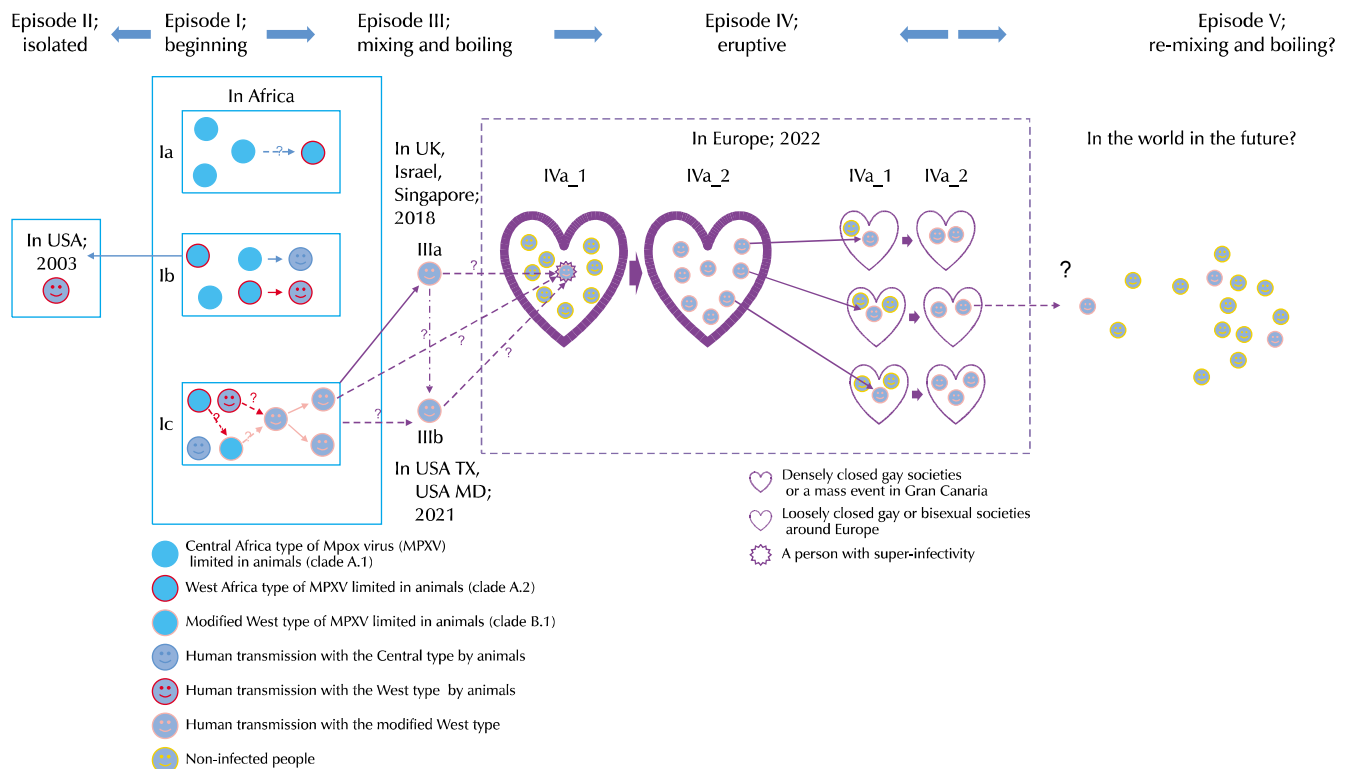 Episode II;
isolated
Episode I;
beginning
Episode III;
mixing and boiling
Episode IV;
eruptive
Episode V;
re-mixing and boiling?
In Africa
Ia
?
Ib
Ic
?
?
?
In USA;
2003
In UK,
Israel,
Singapore;
2018
IIIa
?
?
?
?
?
IIIb
In USA TX,
USA MD;
2021
In Europe; 2022
IVa_1
IVa_2
IVa_1
IVa_2
In the world in the future?
?
Densely closed gay societies
or a mass event in Gran Canaria
Loosely closed gay or bisexual societies
around Europe
A person with super-infectivity
Central Africa type of Mpox virus (MPXV)
limited in animals (clade A.1)
West Africa type of MPXV limited in animals (clade A.2)
Modified West type of MPXV limited in animals (clade B.1)
Human transmission with the Central type by animals
Human transmission with the West type by animals
Human transmission with the modified West type
Non-infected people